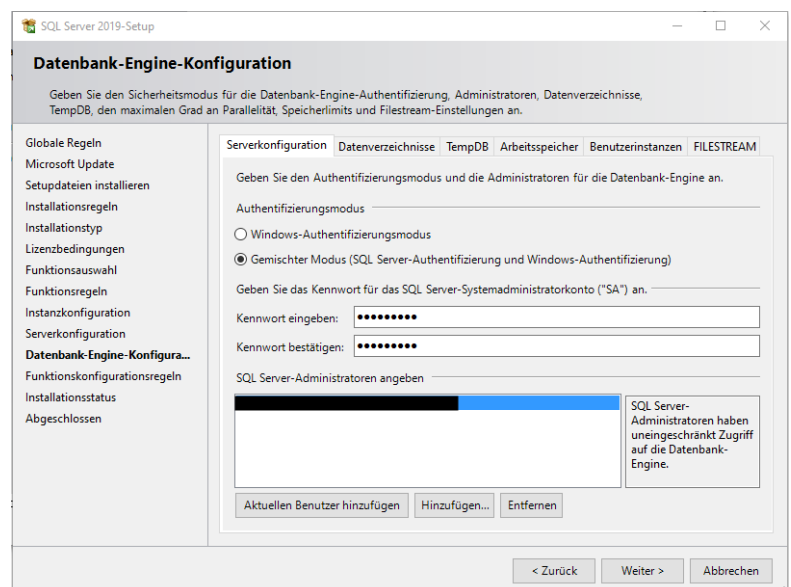 SQL Server 2019-Setup
Datenbank-Engine-Konfiguration
Geben Sie den Sicherheitsmodus für die Datenbank-Engine-Authentifizierung, Administratoren, Datenverzeichnisse,
TempDB, den maximalen Grad an Parallelität, Speicherlimits und Filestream-Einstellungen an.
Globale Regeln
Microsoft Update
Setupdateien installieren
Installationsregeln
Installationstyp
Lizenzbedingungen
Funktionsauswahl
Funktionsregeln
Instanzkonfiguration
Serverkonfiguration
Datenbank-Engine-Konfigura...
Funktionskonfigurationsregeln
Installationsstatus
Abgeschlossen
Serverkonfiguration Datenverzeichnisse TempDB Arbeitsspeicher Benutzerinstanzen FILESTREAM
Geben Sie den Authentifizierungsmodus und die Administratoren für die Datenbank-Engine an.
Authentifizierungsmodus
Windows-Authentifizierungsmodus
Gemischter Modus (SQL Server-Authentifizierung und Windows-Authentifizierung)
Geben Sie das Kennwort für das SQL Server-Systemadministratorkonto ("SA") an.
Kennwort eingeben: ●●●●●●●●●
Kennwort bestätigen: ●●●●●●●●●
SQL Server-Administratoren angeben
SQL Server-
Administratoren haben
uneingeschränkt Zugriff
auf die Datenbank-
Engine.
Aktuellen Benutzer hinzufügen Hinzufügen... Entfernen
< Zurück Weiter > Abbrechen